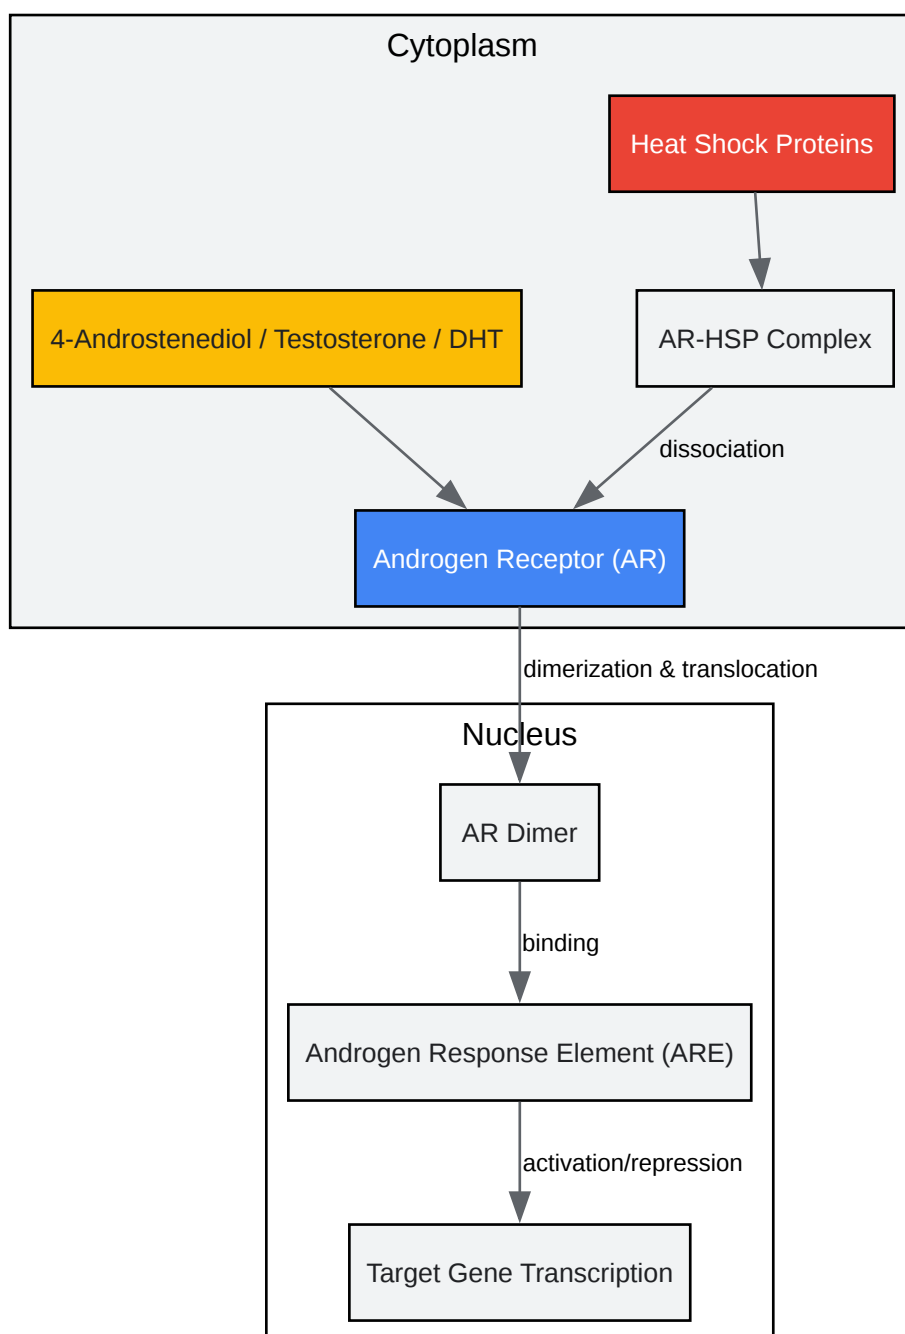 Cytoplasm
Heat Shock Proteins
4-Androstenediol / Testosterone / DHT
AR-HSP Complex
dissociation
Androgen Receptor (AR)
dimerization & translocation
Nucleus
AR Dimer
binding
Androgen Response Element (ARE)
activation/repression
Target Gene Transcription